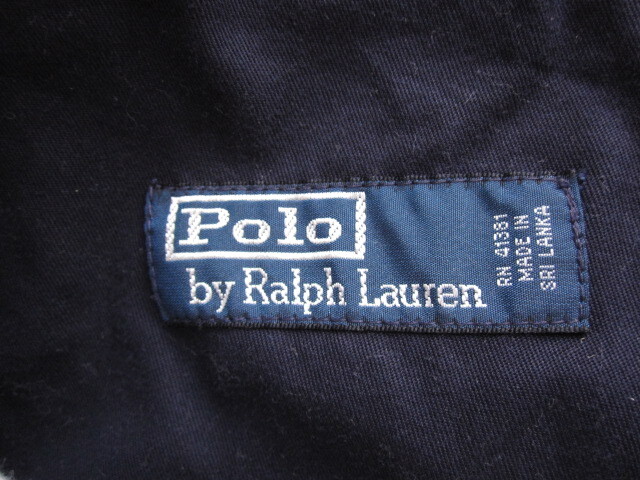 Polo
by Ralph Lauren
RN 41381
MADE IN
SRI LANKA